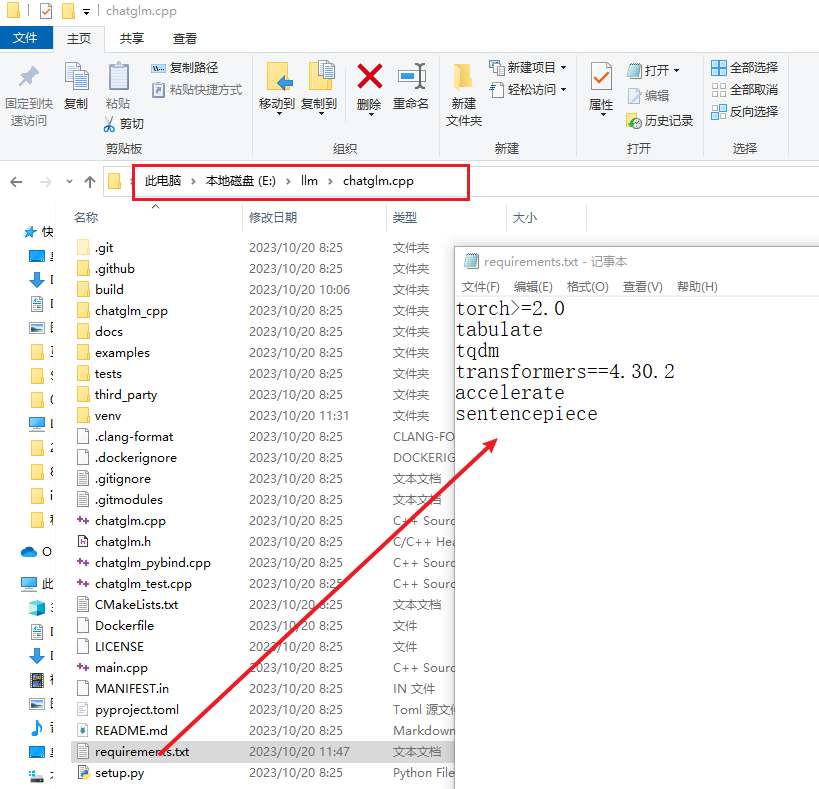 chatglm.cpp
文件 主页 共享 查看
固定到快速访问
复制
粘贴
复制路径
粘贴快捷方式
剪切
剪贴板
移动到 复制到
删除 重命名
组织
新建文件夹
新建项目
轻松访问
新建
属性
打开
编辑
历史记录
打开
全部选择
全部取消
反向选择
选择
此电脑 > 本地磁盘 (E:) > llm > chatglm.cpp
名称 修改日期 类型 大小
.git 2023/10/20 8:25 文件夹
.github 2023/10/20 8:25 文件夹
build 2023/10/20 10:06 文件夹
chatglm_cpp 2023/10/20 8:25 文件夹
docs 2023/10/20 8:25 文件夹
examples 2023/10/20 8:25 文件夹
tests 2023/10/20 8:25 文件夹
third_party 2023/10/20 8:25 文件夹
venv 2023/10/20 11:31 文件夹
.clang-format 2023/10/20 8:25 CLANG-FO
.dockerignore 2023/10/20 8:25 DOCKERIG
.gitignore 2023/10/20 8:25 文本文档
.gitmodules 2023/10/20 8:25 文本文档
chatglm.cpp 2023/10/20 8:25 C++ Sourc
chatglm.h 2023/10/20 8:25 C/C++ Hea
chatglm_pybind.cpp 2023/10/20 8:25 C++ Sourc
chatglm_test.cpp 2023/10/20 8:25 C++ Sourc
CMakeLists.txt 2023/10/20 8:25 文本文档
Dockerfile 2023/10/20 8:25 文件
LICENSE 2023/10/20 8:25 文件
main.cpp 2023/10/20 8:25 C++ Sourc
MANIFEST.in 2023/10/20 8:25 IN 文件
pyproject.toml 2023/10/20 8:25 Toml 源文件
README.md 2023/10/20 8:25 Markdown
requirements.txt 2023/10/20 11:47 文本文档
setup.py 2023/10/20 8:25 Python File
requirements.txt - 记事本
文件(F) 编辑(E) 格式(O) 查看(V) 帮助(H)
torch>=2.0
tabulate
tqdm
transformers==4.30.2
accelerate
sentencepiece